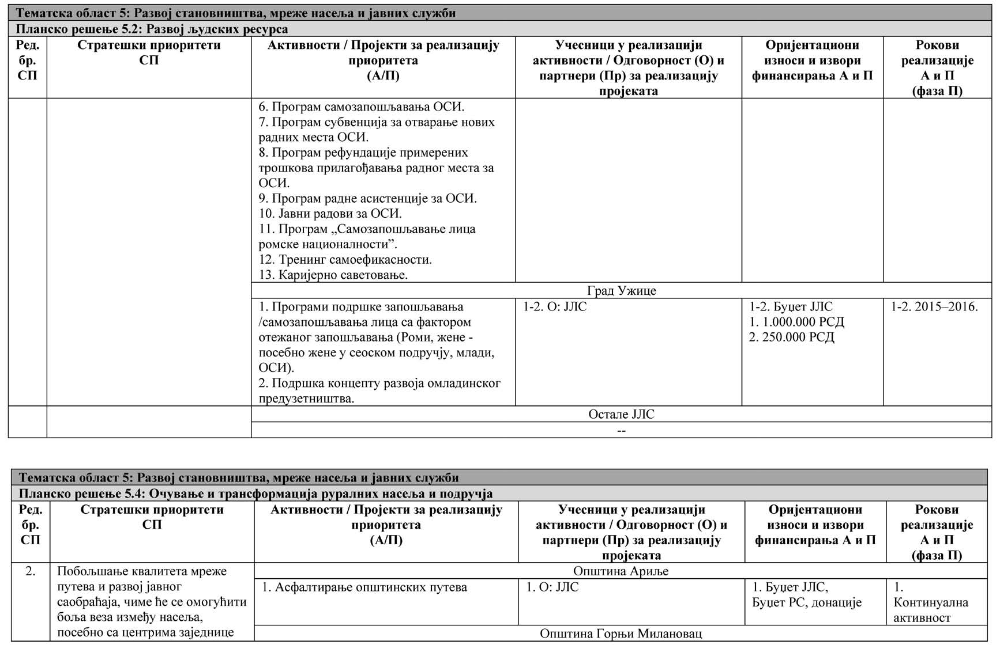 Тематска област 5: Развој становништва, мреже насеља и јавних служби
Планско решење 5.2: Развој људских ресурса
Ред.
бр.
СП
Стратешки приоритети
СП
Активности / Пројекти за реализацију
приоритета
(А/П)
Учесници у реализацији
активности / Одговорност (О) и
партнери (Пр) за реализацију
пројеката
Оријентациони
износи и извори
финансирања А и П
Рокови
реализације
А и П
(фаза П)
6. Програм самозапошљавања ОСИ.
7. Програм субвенција за отварање нових
радних места ОСИ.
8. Програм рефундације примерених
трошкова прилагођавања радног места за
ОСИ.
9. Програм радне асистенције за ОСИ.
10. Јавни радови за ОСИ.
11. Програм „Самозапошљавање лица
ромске националности”.
12. Тренинг самоефикасности.
13. Каријерно саветовање.
Град Ужице
1. Програми подршке запошљавања
/самозапошљавања лица са фактором
отежаног запошљавања (Роми, жене -
посебно жене у сеоском подручју, млади,
ОСИ).
2. Подршка концепту развоја омладинског
предузетништва.
1-2. О: ЈЛС
1-2. Буџет ЈЛС
1. 1.000.000 РСД
2. 250.000 РСД
1-2. 2015–2016.
Остале ЈЛС
--
Тематска област 5: Развој становништва, мреже насеља и јавних служби
Планско решење 5.4: Очување и трансформација руралних насеља и подручја
Ред.
бр.
СП
Стратешки приоритети
СП
Активности / Пројекти за реализацију
приоритета
(А/П)
Учесници у реализацији
активности / Одговорност (О) и
партнери (Пр) за реализацију
пројеката
Оријентациони
износи и извори
финансирања А и П
Рокови
реализације
А и П
(фаза П)
2.
Побољшање квалитета мреже
путева и развој јавног
саобраћаја, чиме ће се омогућити
боља веза између насеља,
посебно са центрима заједнице
Општина Ариље
1. Асфалтирање општинских путева
1. О: ЈЛС
1. Буџет ЈЛС,
Буџет РС, донације
1.
Континуална
активност
Општина Горњи Милановац